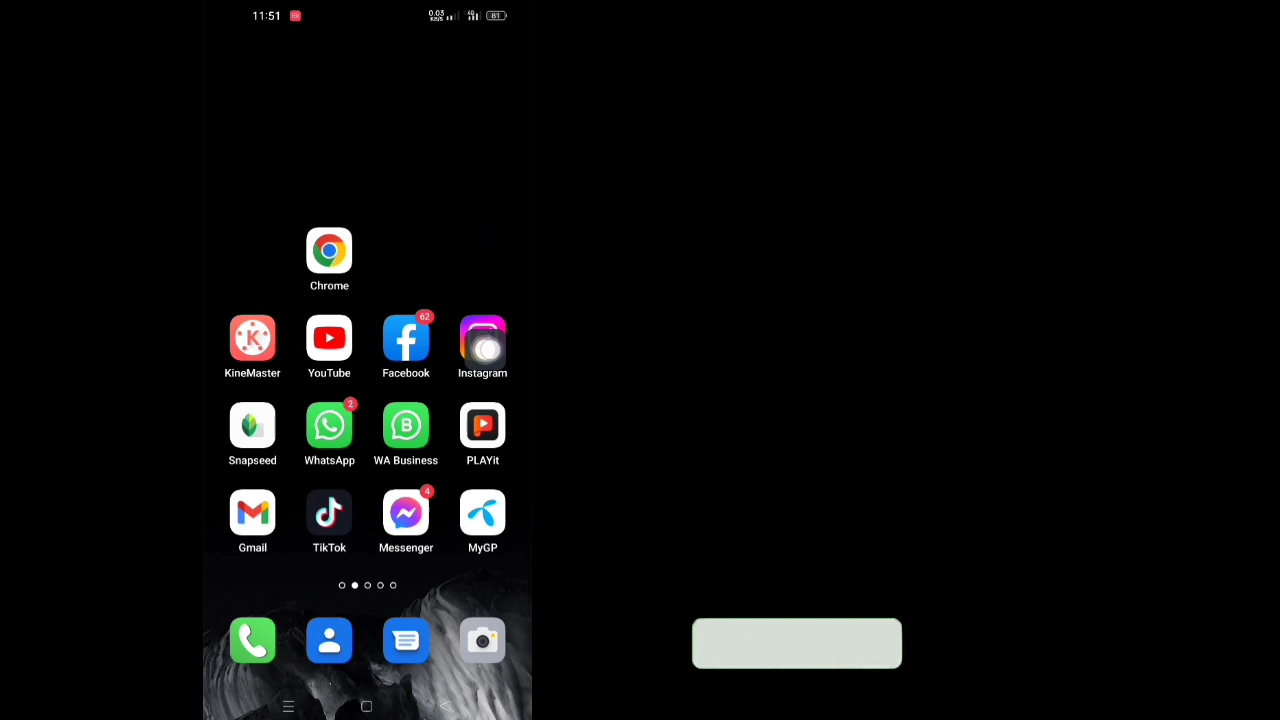 11:51
0.03
KB/S
4G
81
Chrome
62
KineMaster
YouTube
Facebook
Instagram
2
B
Snapseed
WhatsApp
WA Business
PLAYit
4
Gmail
TikTok
Messenger
MyGP